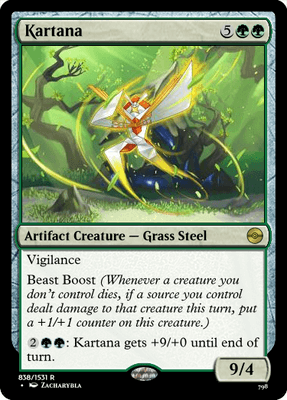 Kartana 5
Artifact Creature — Grass Steel
Vigilance
Beast Boost (Whenever a creature you
don't control dies, if a source you control
dealt damage to that creature this turn, put
a +1/+1 counter on this creature.)
2: Kartana gets +9/+0 until end of
turn.
9/4
838/1531 R
• ZACHARYBLA
798